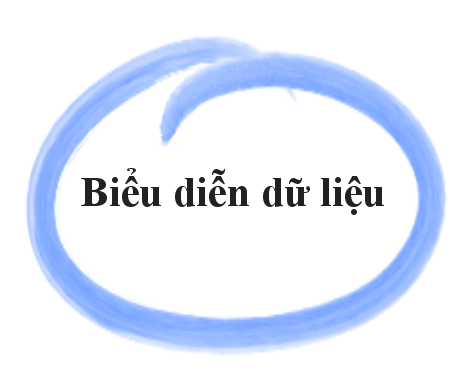 Biểu diễn dữ liệu